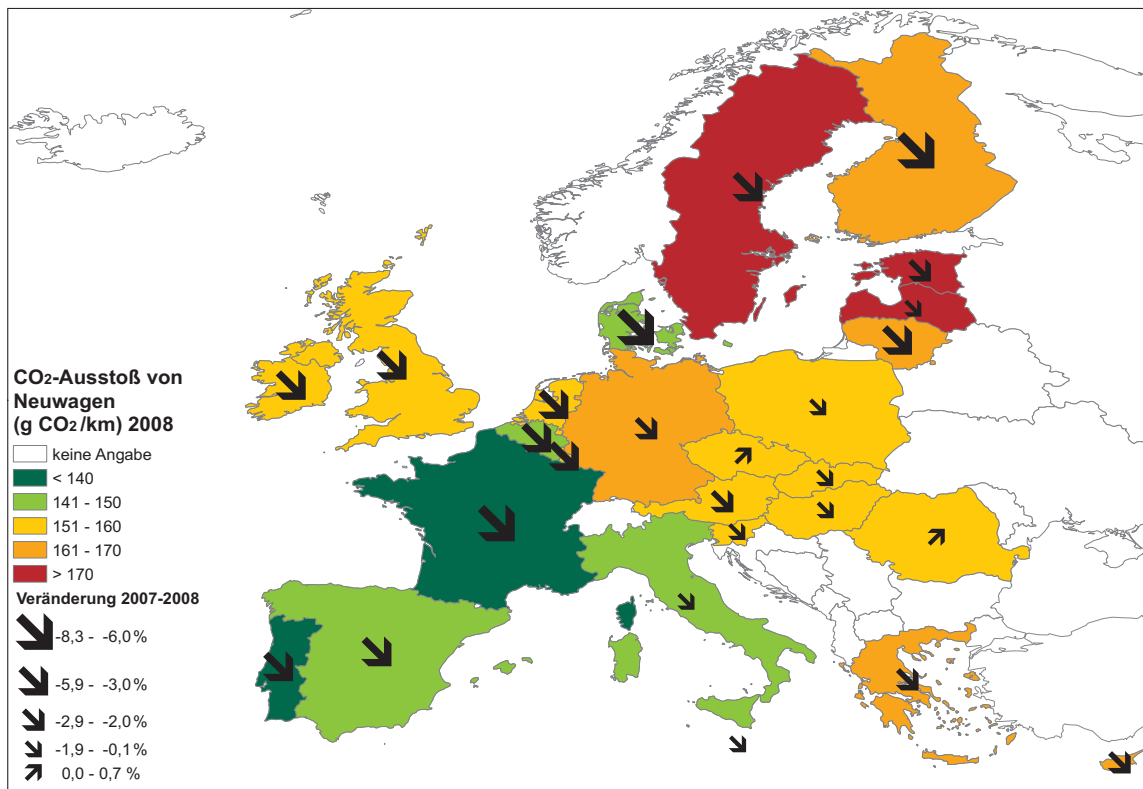 CO2-Ausstoß von
Neuwagen
(g CO2/km) 2008
keine Angabe
< 140
141 - 150
151 - 160
161 - 170
> 170
Veränderung 2007-2008
-8,3 - -6,0 %
-5,9 - -3,0 %
-2,9 - -2,0 %
-1,9 - -0,1 %
0,0 - 0,7 %